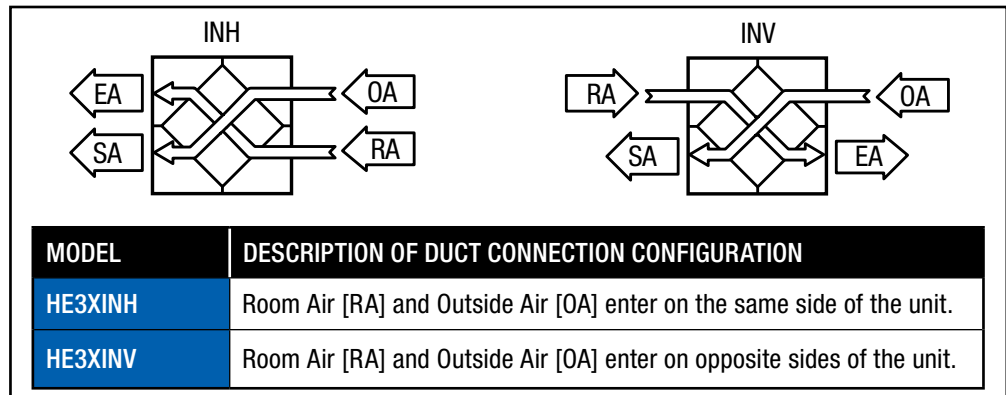 INH
INV
EA
OA
SA
RA
RA
OA
SA
EA
MODEL
DESCRIPTION OF DUCT CONNECTION CONFIGURATION
HE3XINH
Room Air [RA] and Outside Air [OA] enter on the same side of the unit.
HE3XINV
Room Air [RA] and Outside Air [OA] enter on opposite sides of the unit.